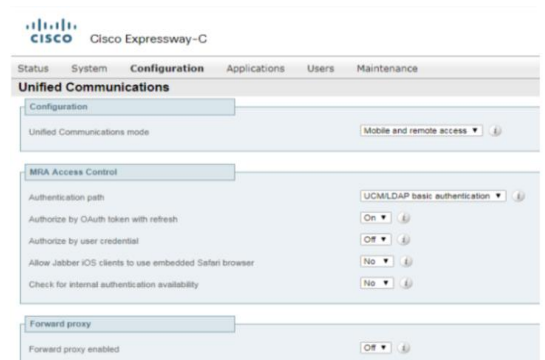 CISCO Cisco Expressway-C
Status System Configuration Applications Users Maintenance
Unified Communications
Configuration
Unified Communications mode Mobile and remote access
MRA Access Control
Authentication path UCM/LDAP basic authentication
Authorize by OAuth token with refresh On
Authorize by user credential Off
Allow Jabber iOS clients to use embedded Safari browser No
Check for internal authentication availability No
Forward proxy
Forward proxy enabled Off